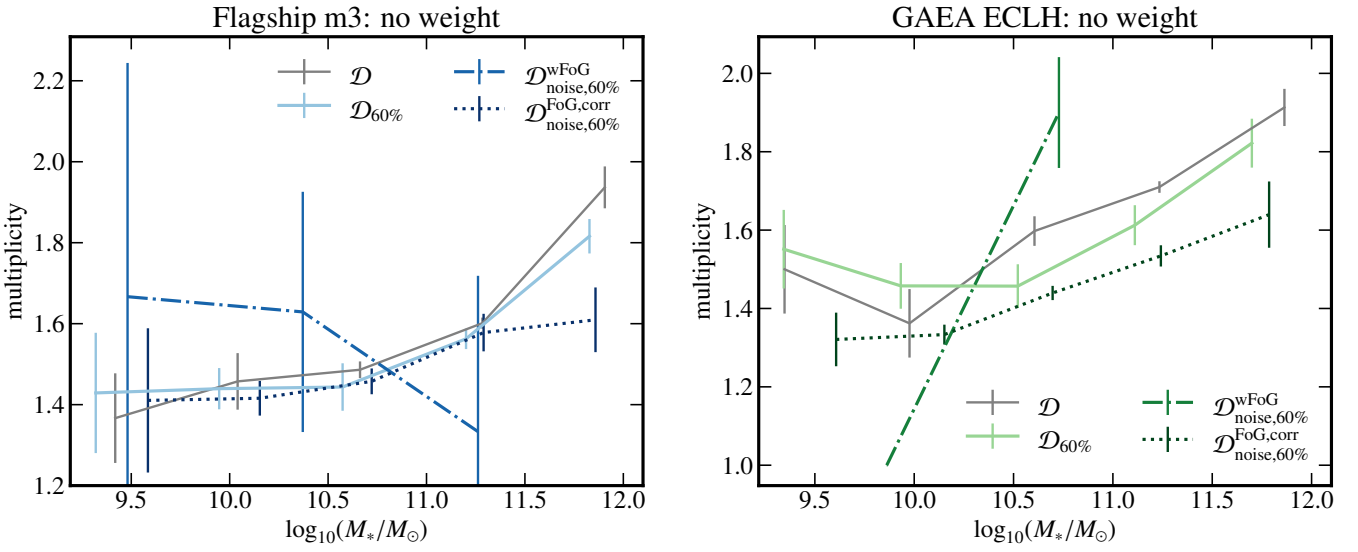 Flagship m3: no weight
2.2
2.0
1.8
1.6
1.4
1.2
multiplicity
𝒟
𝒟60%
𝒟wFoG noise,60%
𝒟FoG,corr noise,60%
9.5 10.0 10.5 11.0 11.5 12.0
log10(M*/M⊙)
GAEA ECLH: no weight
2.0
1.8
1.6
1.4
1.2
1.0
multiplicity
𝒟
𝒟60%
𝒟wFoG noise,60%
𝒟FoG,corr noise,60%
9.5 10.0 10.5 11.0 11.5 12.0
log10(M*/M⊙)